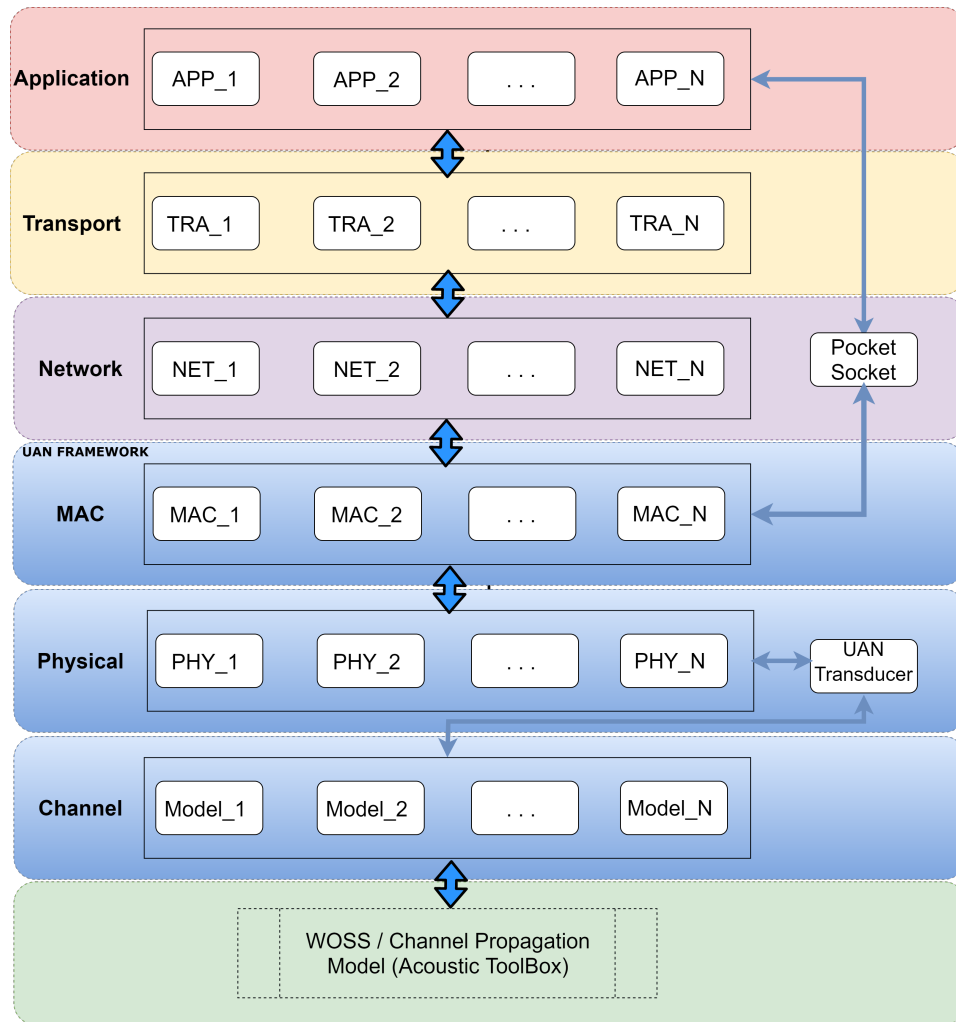 Application
APP_1
APP_2
. . .
APP_N
Transport
TRA_1
TRA_2
. . .
TRA_N
Network
NET_1
NET_2
. . .
NET_N
Pocket
Socket
UAN FRAMEWORK
MAC
MAC_1
MAC_2
. . .
MAC_N
Physical
PHY_1
PHY_2
. . .
PHY_N
UAN
Transducer
Channel
Model_1
Model_2
. . .
Model_N
WOSS / Channel Propagation
Model (Acoustic ToolBox)